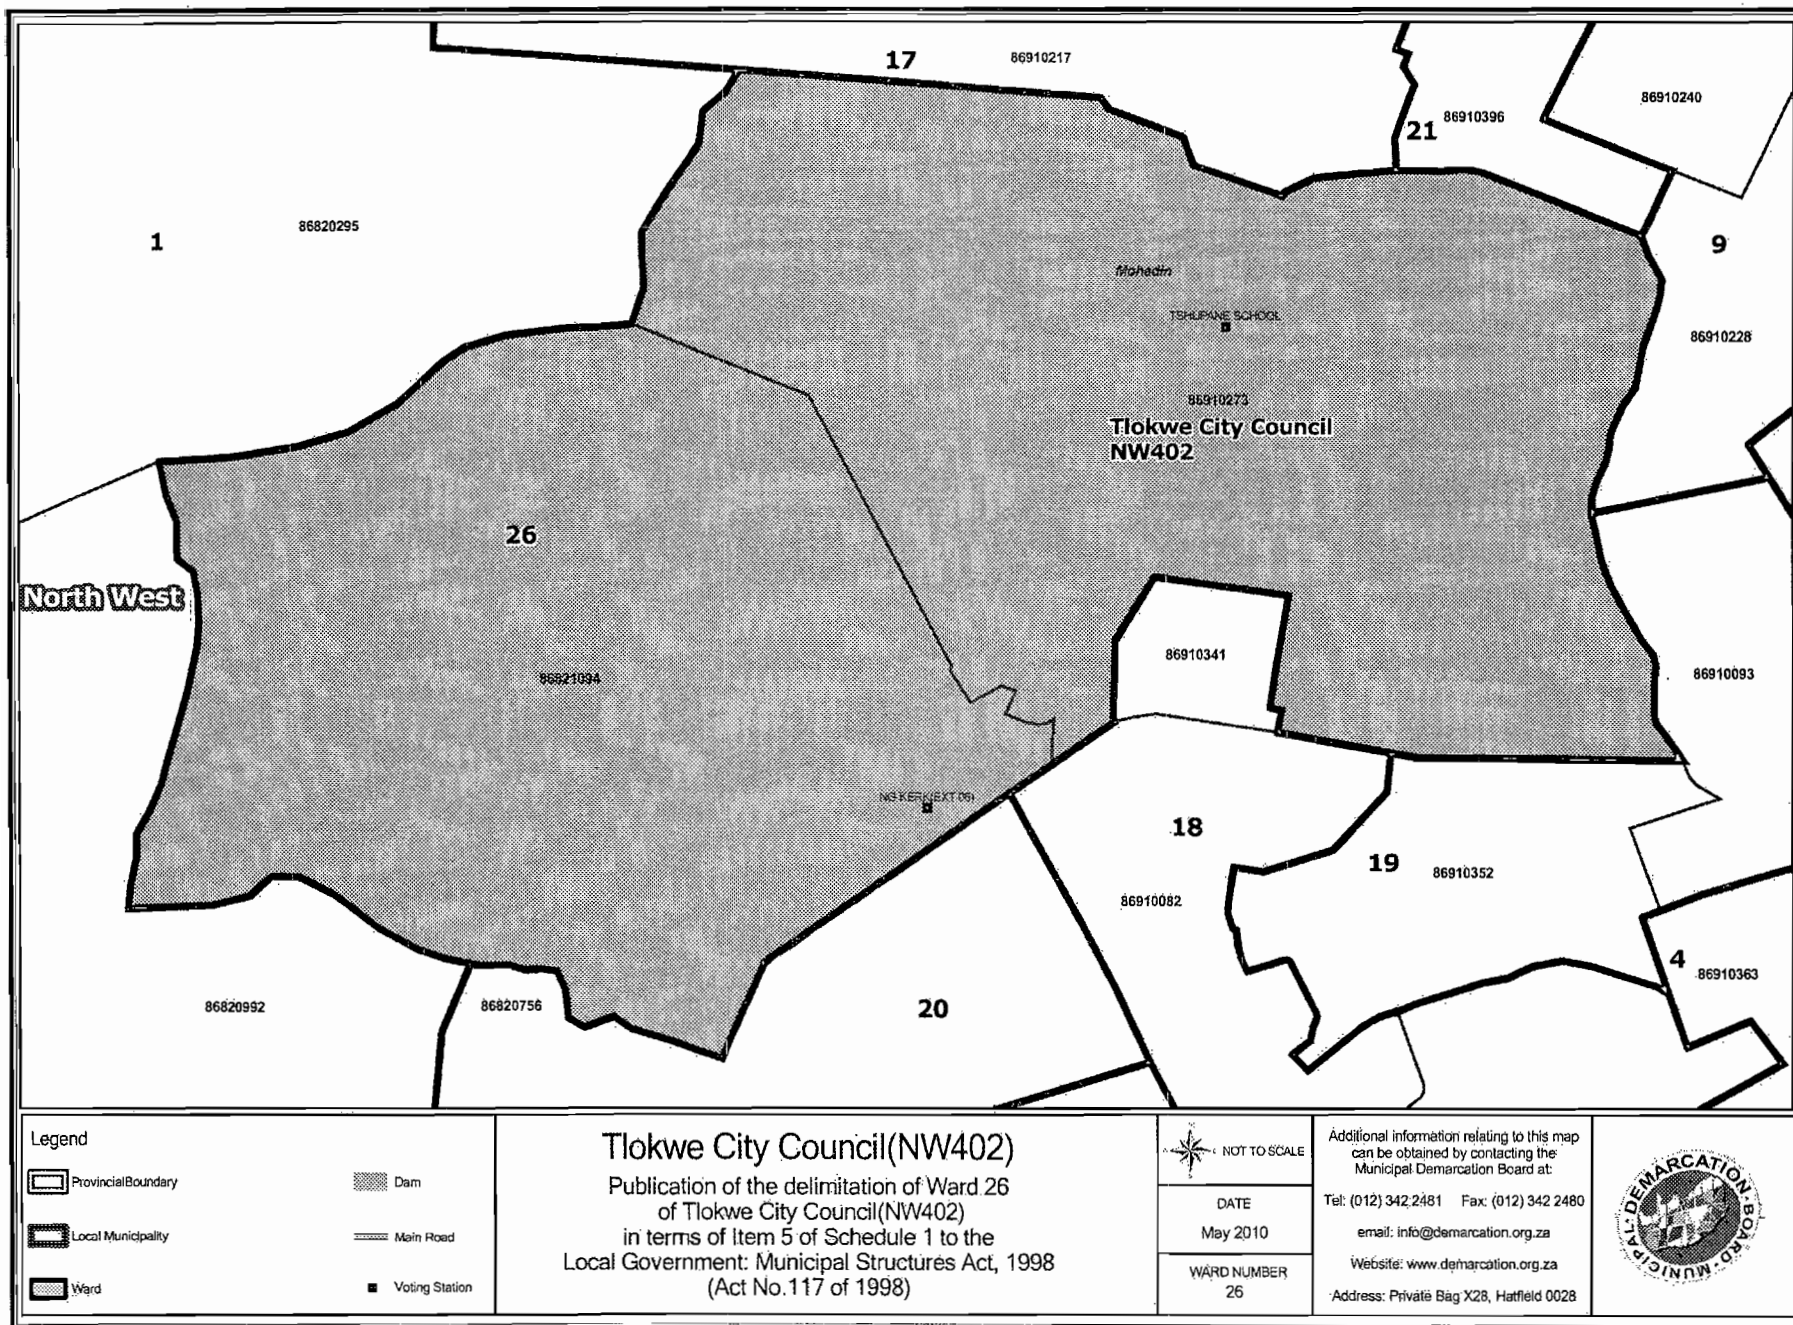 17
86910217
86910240
86910396
21
86820295
1
9
Mohadin
TSHUPANE SCHOOL
86910228
86910273
Tlokwe City Council
NW402
26
North West
86910341
86910093
86821094
NG KERK(EXT 06)
18
19
86910352
86910082
4
86910363
86820992
86820756
20
Legend
Provincial Boundary
Local Municipality
Ward
Dam
Main Road
Voting Station
Tlokwe City Council(NW402)
Publication of the delimitation of Ward 26
of Tlokwe City Council(NW402)
in terms of Item 5 of Schedule 1 to the
Local Government: Municipal Structures Act, 1998
(Act No.117 of 1998)
NOT TO SCALE
DATE
May 2010
WARD NUMBER
26
Additional information relating to this map
can be obtained by contacting the
Municipal Demarcation Board at:
Tel: (012) 342 2481 Fax: (012) 342 2480
email: info@demarcation.org.za
Website: www.demarcation.org.za
Address: Private Bag X28, Hatfield 0028
MUNICIPAL DEMARCATION BOARD